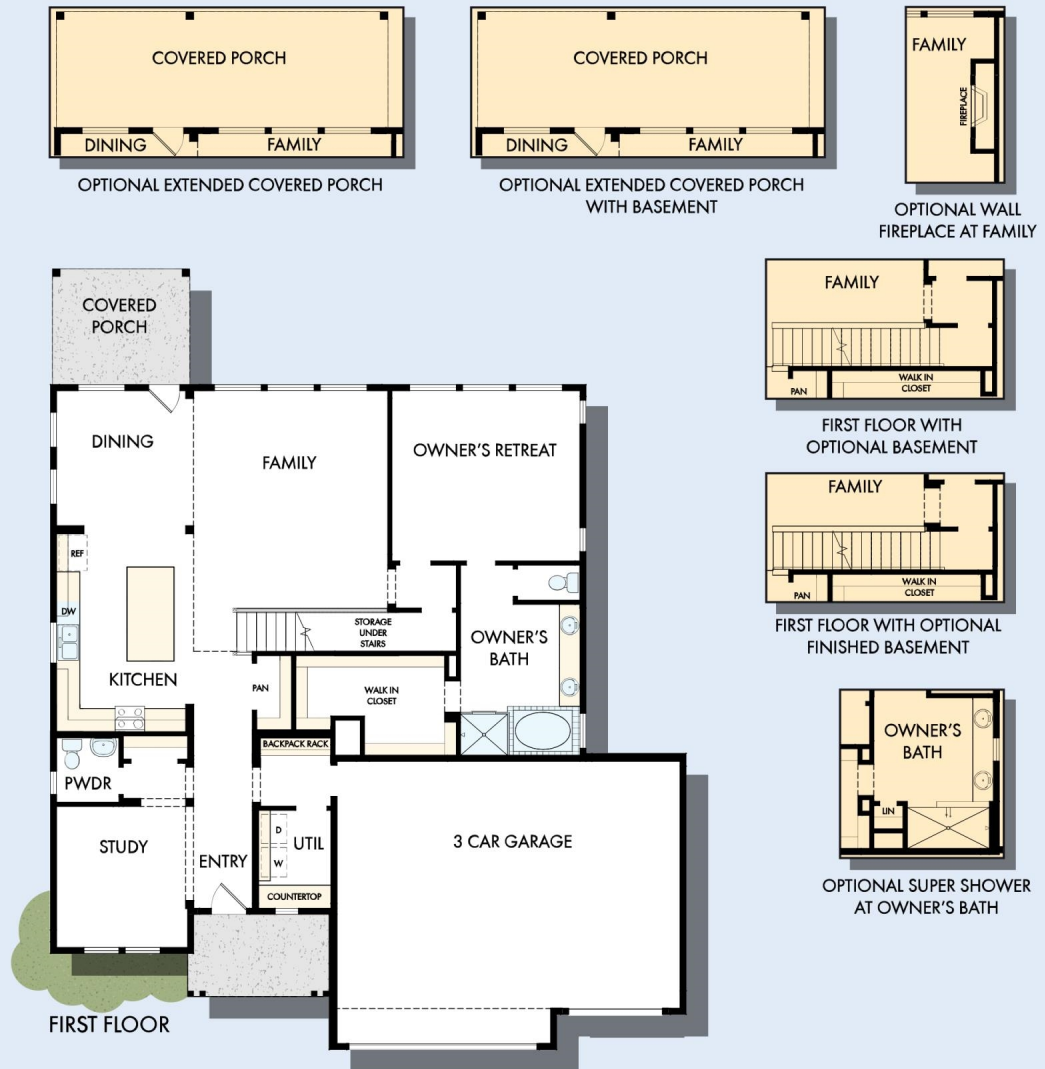 COVERED PORCH
DINING
FAMILY
OPTIONAL EXTENDED COVERED PORCH
COVERED PORCH
DINING
FAMILY
OPTIONAL EXTENDED COVERED PORCH
WITH BASEMENT
FAMILY
FIREPLACE
OPTIONAL WALL
FIREPLACE AT FAMILY
FAMILY
PAN
WALK IN
CLOSET
FIRST FLOOR WITH
OPTIONAL BASEMENT
FAMILY
PAN
WALK IN
CLOSET
FIRST FLOOR WITH OPTIONAL
FINISHED BASEMENT
OWNER'S
BATH
LIN
OPTIONAL SUPER SHOWER
AT OWNER'S BATH
COVERED
PORCH
DINING
FAMILY
OWNER'S RETREAT
REF
DW
STORAGE
UNDER
STAIRS
OWNER'S
BATH
KITCHEN
PAN
WALK IN
CLOSET
BACKPACK RACK
PWDR
STUDY
ENTRY
D
W
UTIL
COUNTERTOP
3 CAR GARAGE
FIRST FLOOR